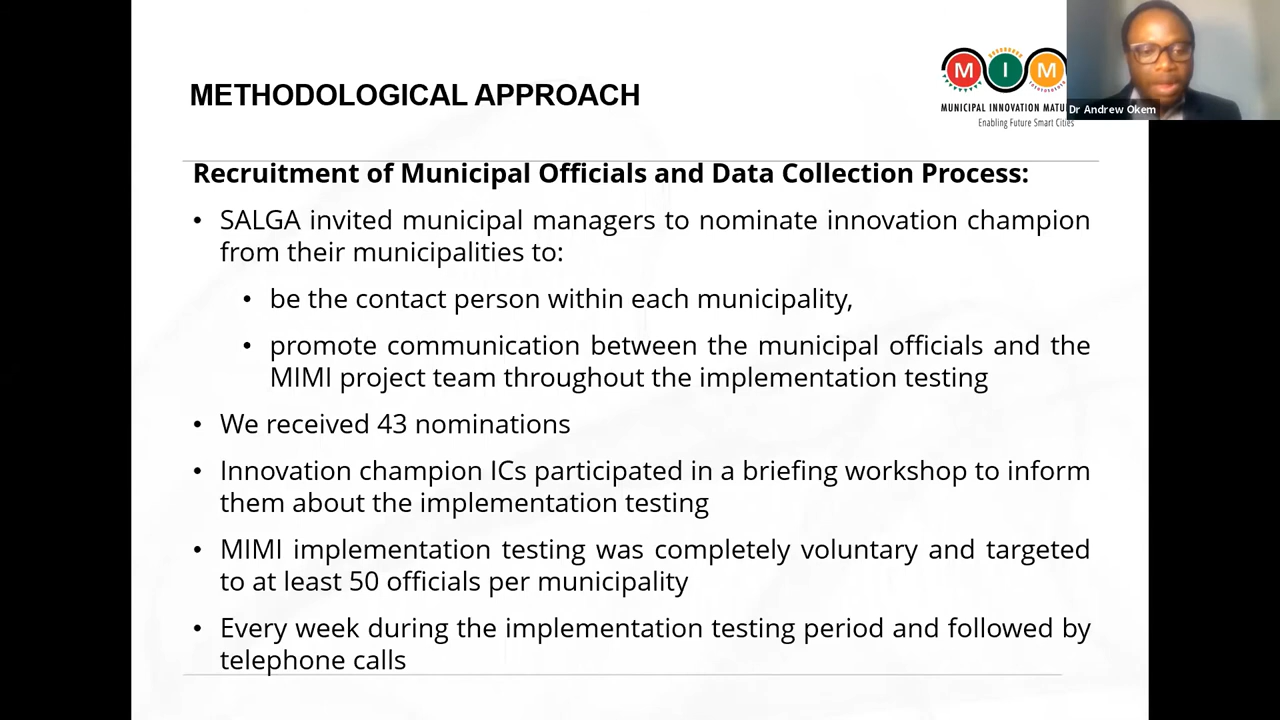 METHODOLOGICAL APPROACH
M I M
MUNICIPAL INNOVATION
Enabling Future Smart Cities
Dr Andrew Okem
Recruitment of Municipal Officials and Data Collection Process:
• SALGA invited municipal managers to nominate innovation champion
from their municipalities to:
• be the contact person within each municipality,
• promote communication between the municipal officials and the
MIMI project team throughout the implementation testing
• We received 43 nominations
• Innovation champion ICs participated in a briefing workshop to inform
them about the implementation testing
• MIMI implementation testing was completely voluntary and targeted
to at least 50 officials per municipality
• Every week during the implementation testing period and followed by
telephone calls